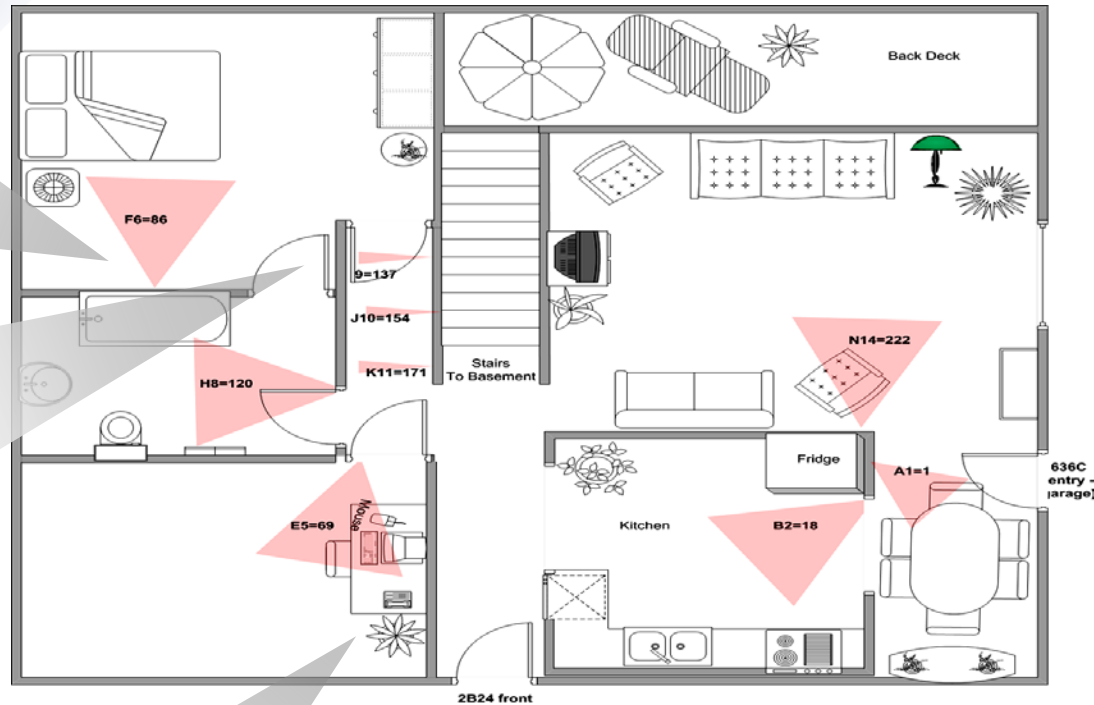 Back Deck
F6=86
9=137
J10=154
N14=222
Stairs
To Basement
K11=171
H8=120
Fridge
A1=1
636C
entry -
garage)
Mouse
E5=69
Kitchen
B2=18
2B24 front